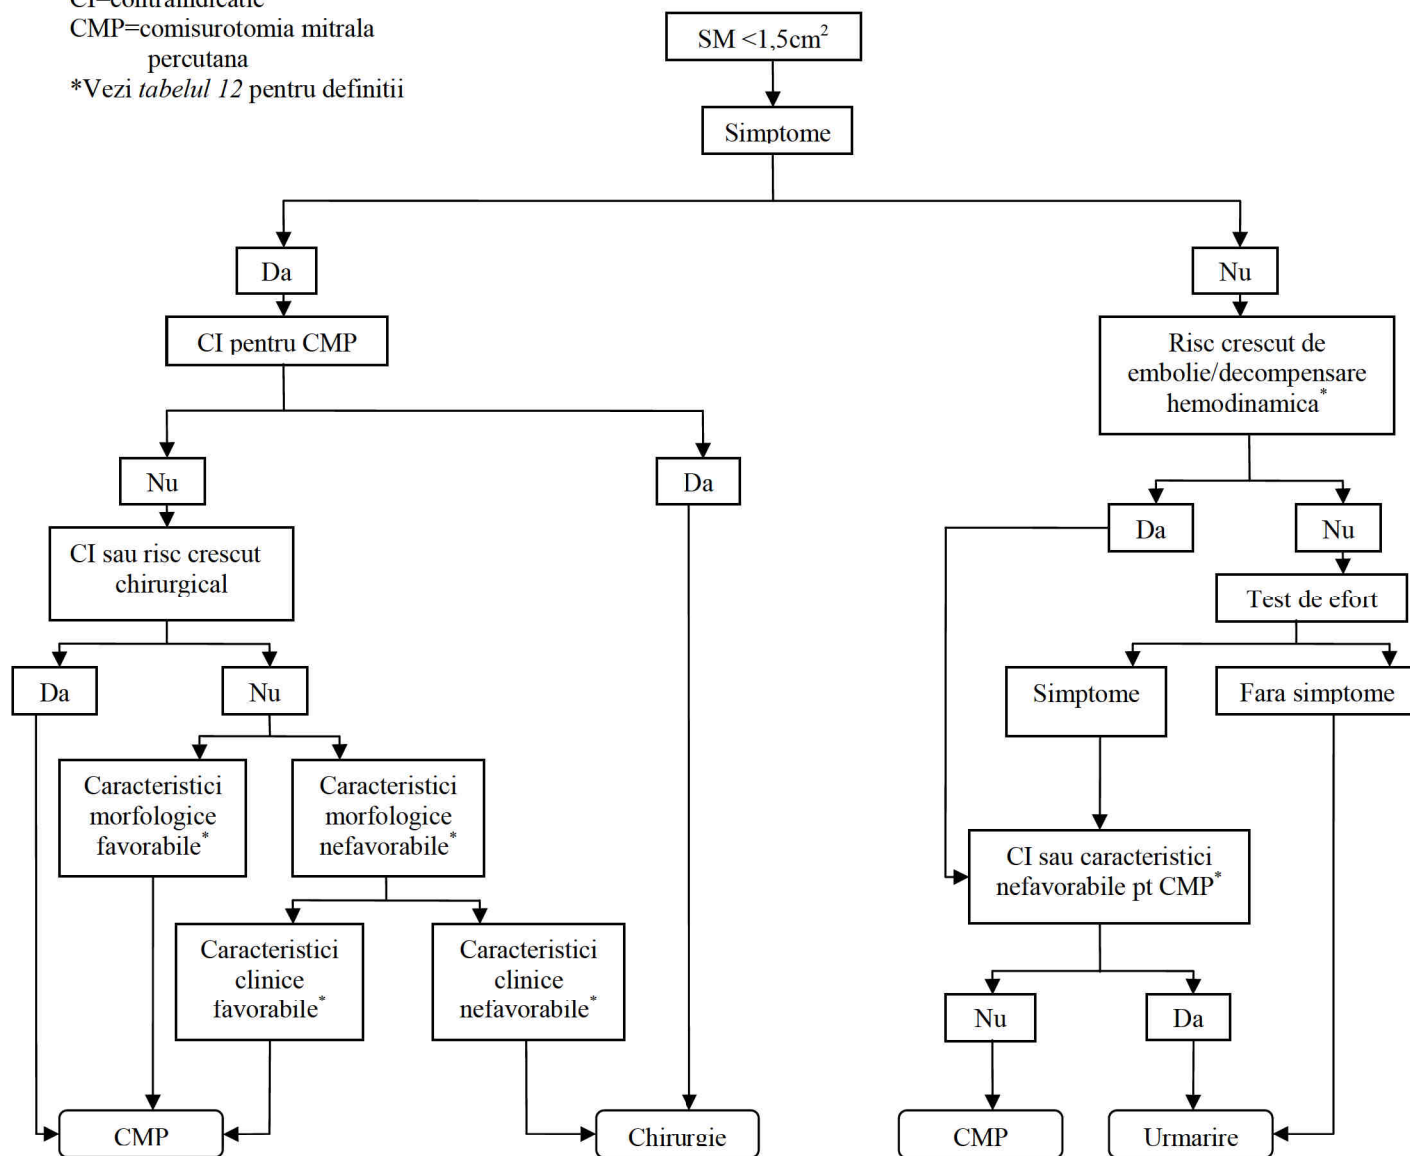 CI=contraindicatie
CMP=comisurotomia mitrala
percutana
*Vezi tabelul 12 pentru definitii
SM <1,5cm²
Simptome
Da
Nu
CI pentru CMP
Risc crescut de
embolie/decompensare
hemodinamica*
Nu
Da
Da
Nu
CI sau risc crescut
chirurgical
Test de efort
Da
Nu
Simptome
Fara simptome
Caracteristici
morfologice
favorabile*
Caracteristici
morfologice
nefavorabile*
CI sau caracteristici
nefavorabile pt CMP*
Caracteristici
clinice
favorabile*
Caracteristici
clinice
nefavorabile*
Nu
Da
CMP
Chirurgie
CMP
Urmarire